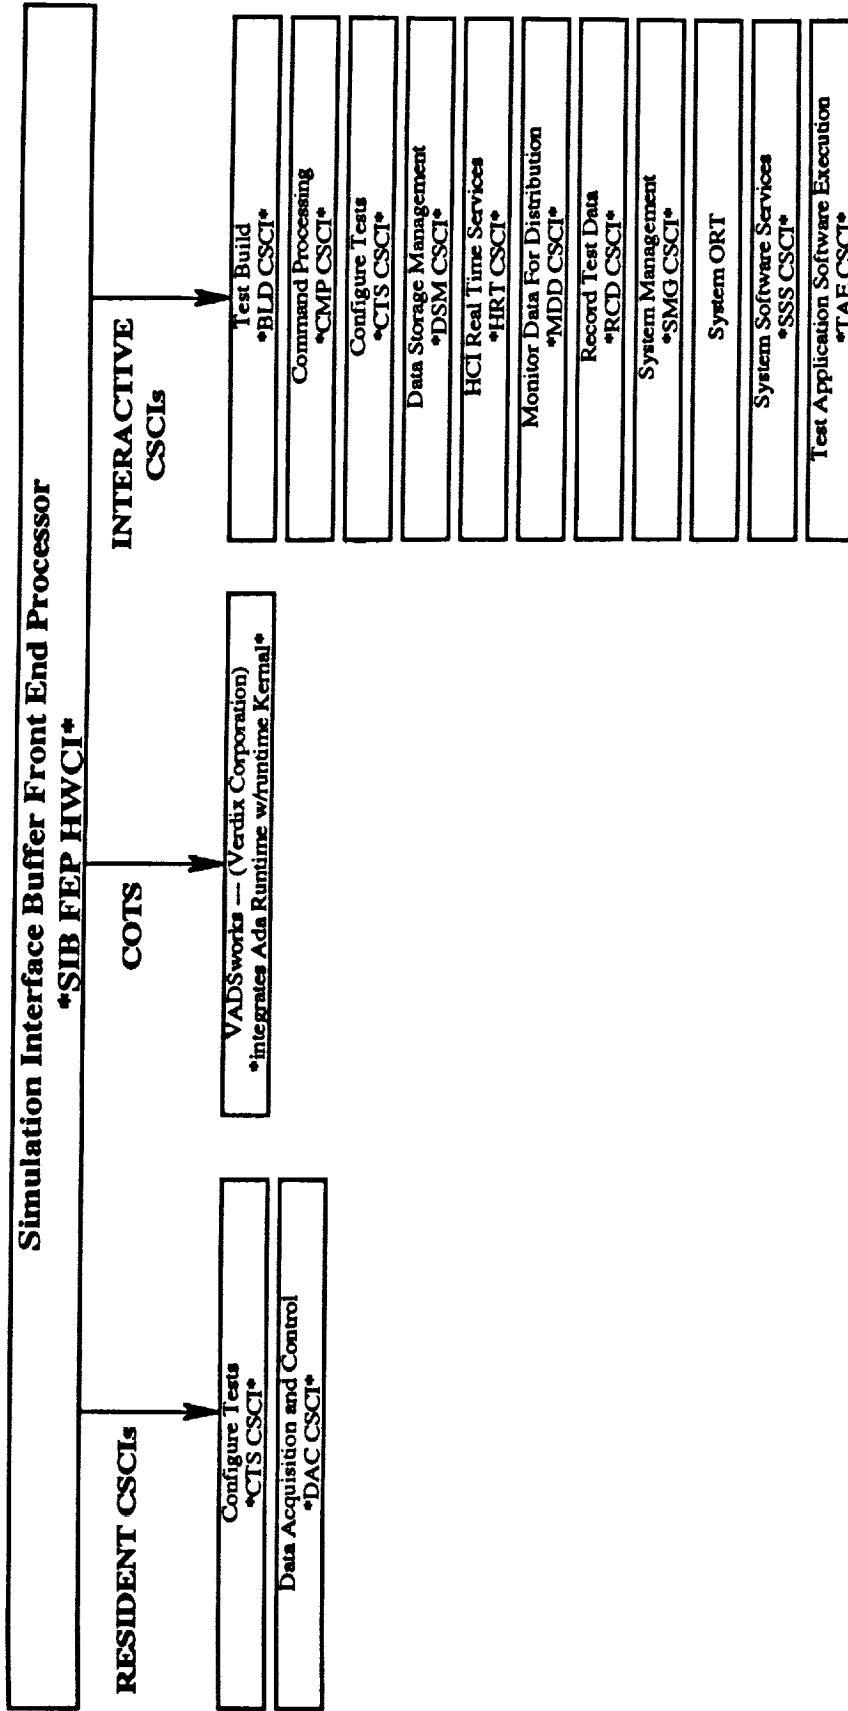 Simulation Interface Buffer Front End Processor
*SIB FEP HWCI*
RESIDENT CSCIs
Configure Tests
*CTS CSCI*
Data Acquisition and Control
*DAC CSCI*
COTS
VADSworks --- (Verdix Corporation)
*integrates Ada Runtime w/runtime Kernal*
INTERACTIVE
CSCIs
Test Build
*BLD CSCI*
Command Processing
*CMP CSCI*
Configure Tests
*CTS CSCI*
Data Storage Management
*DSM CSCI*
HCI Real Time Services
*HRT CSCI*
Monitor Data For Distribution
*MDD CSCI*
Record Test Data
*RCD CSCI*
System Management
*SMG CSCI*
System ORT
System Software Services
*SSS CSCI*
Test Application Software Execution
*TAE CSCI*